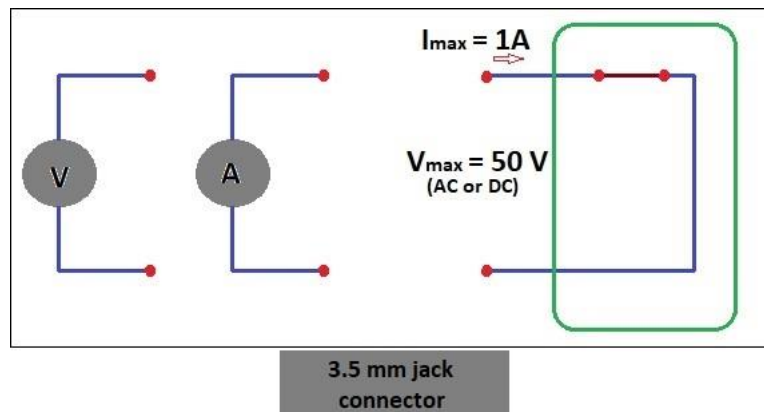 Imax = 1A
V
A
Vmax = 50 V
(AC or DC)
3.5 mm jack
connector